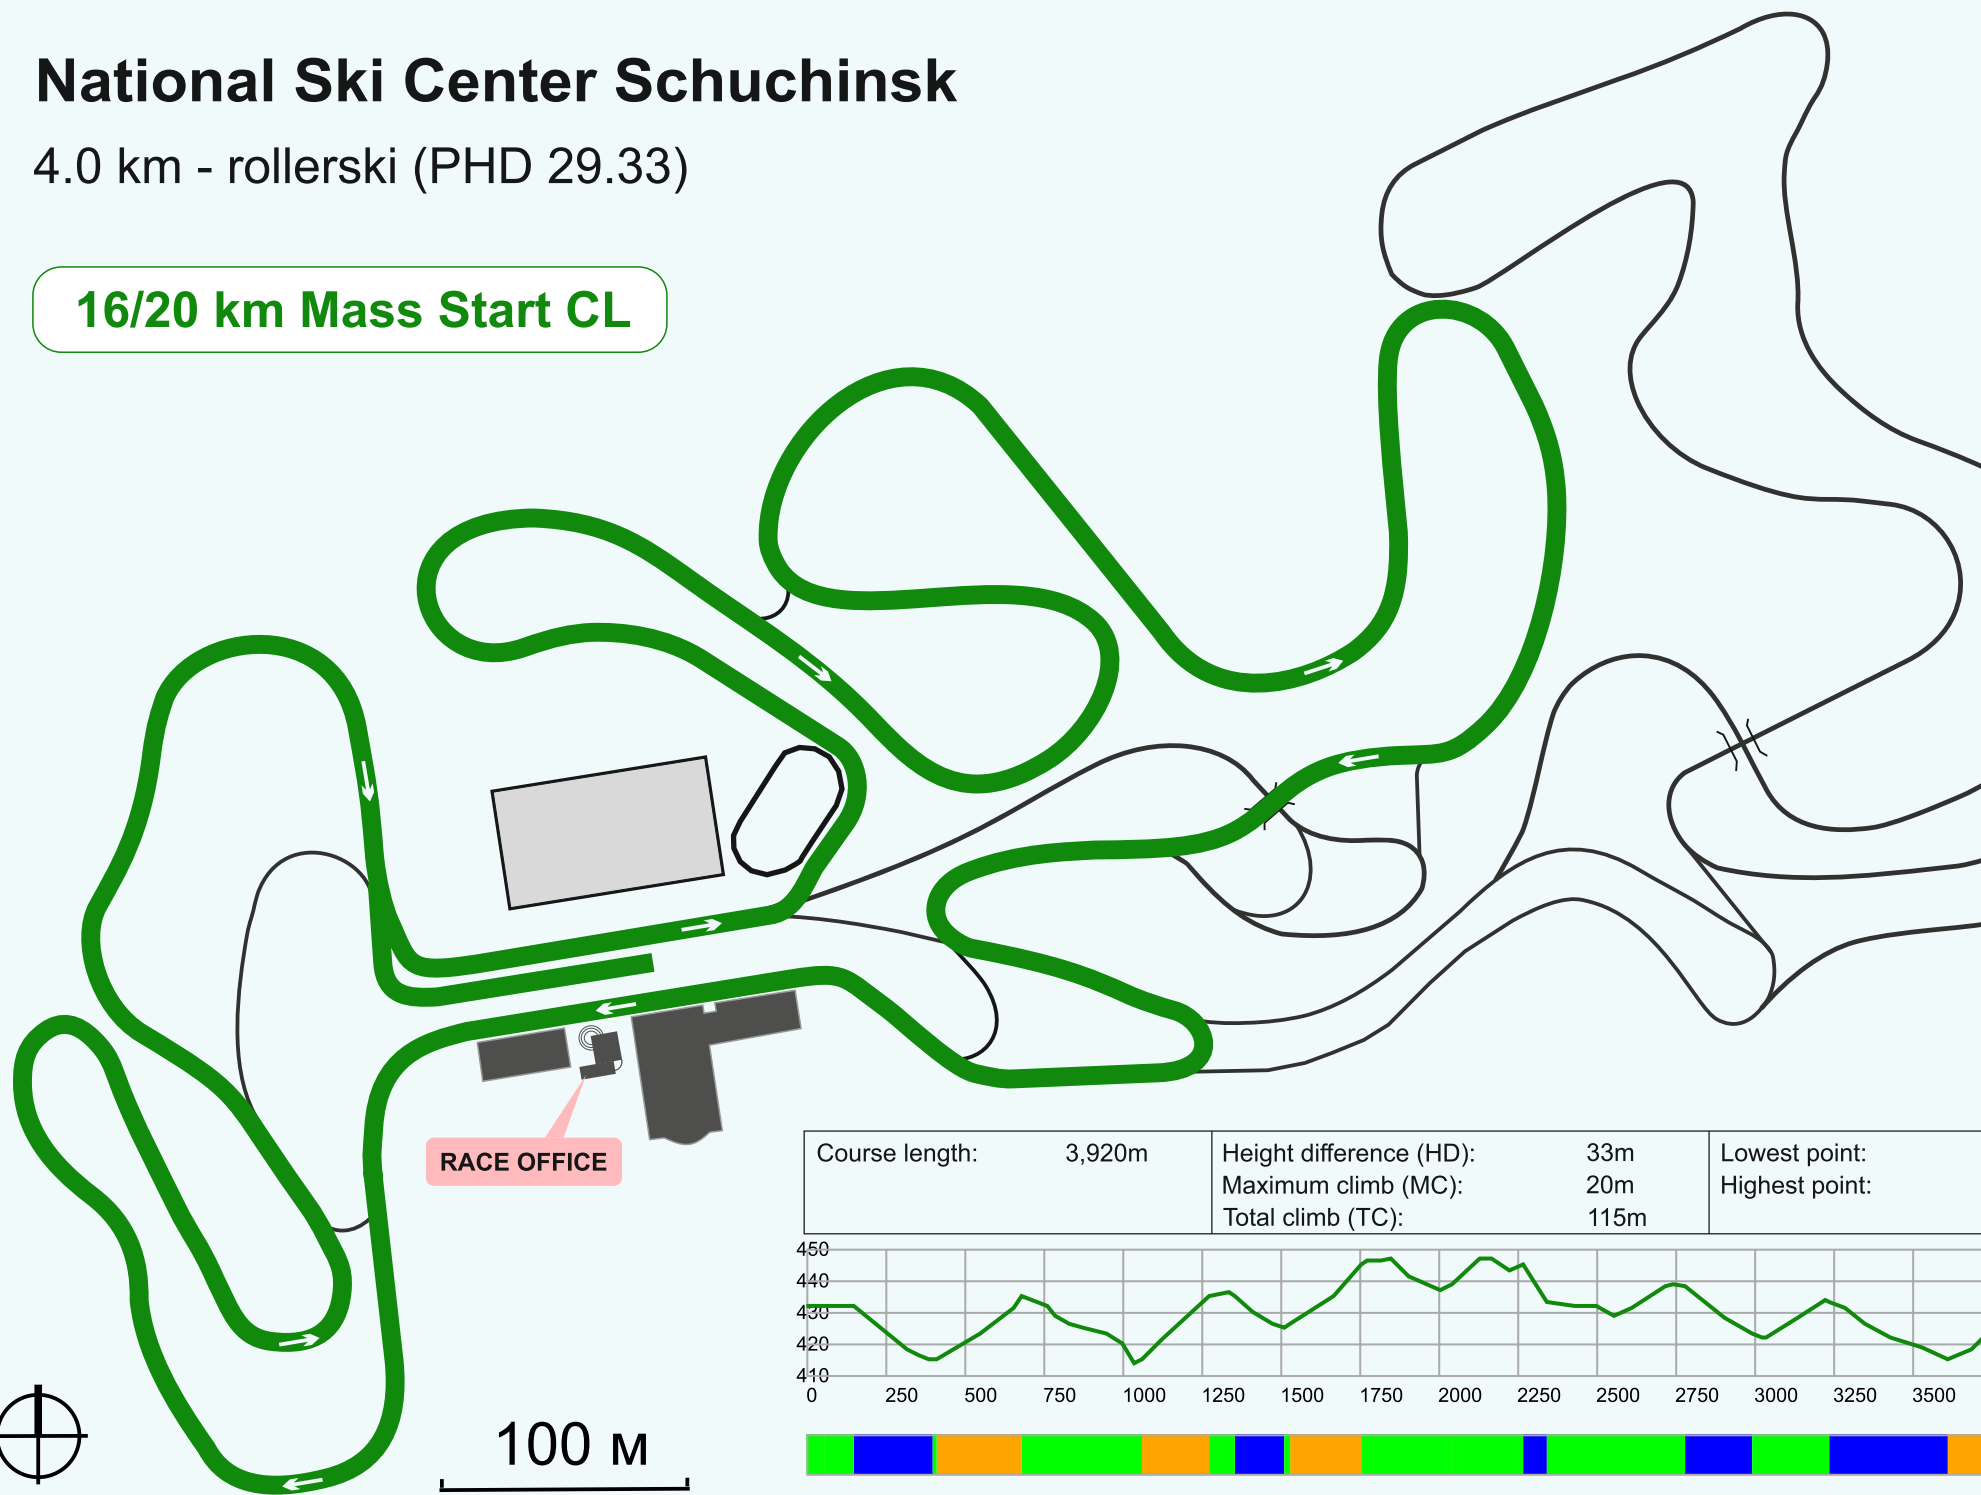 National Ski Center Schuchinsk
4.0 km - rollerski (PHD 29.33)
16/20 km Mass Start CL
RACE OFFICE
Course length: 3,920m
Height difference (HD): 33m
Maximum climb (MC): 20m
Total climb (TC): 115m
Lowest point:
Highest point:
450
440
430
420
410
0 250 500 750 1000 1250 1500 1750 2000 2250 2500 2750 3000 3250 3500
100 м